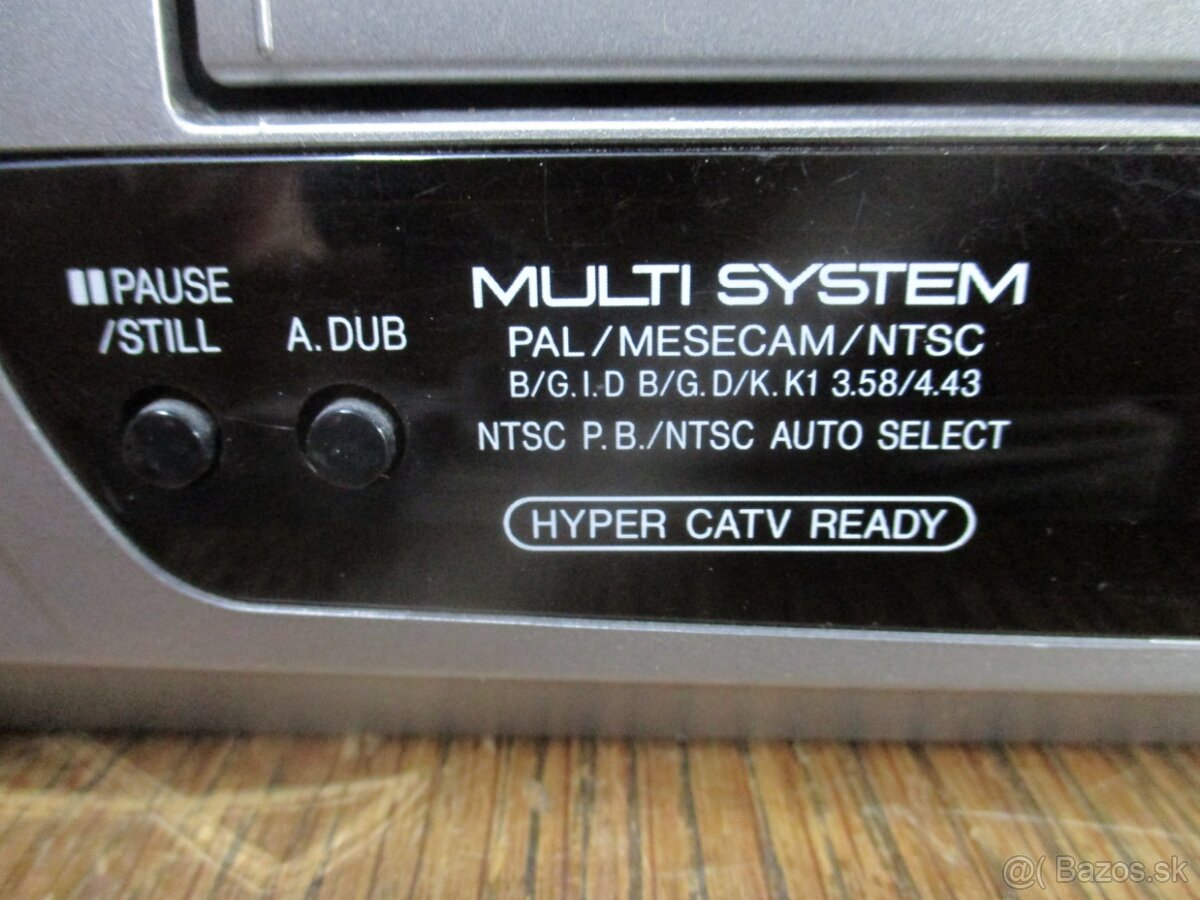 PAUSE
/STILL
A. DUB
MULTI SYSTEM
PAL/MESECAM/NTSC
B/G.I.D B/G.D/K.K1 3.58/4.43
NTSC P.B./NTSC AUTO SELECT
HYPER CATV READY
@( Bazos.sk